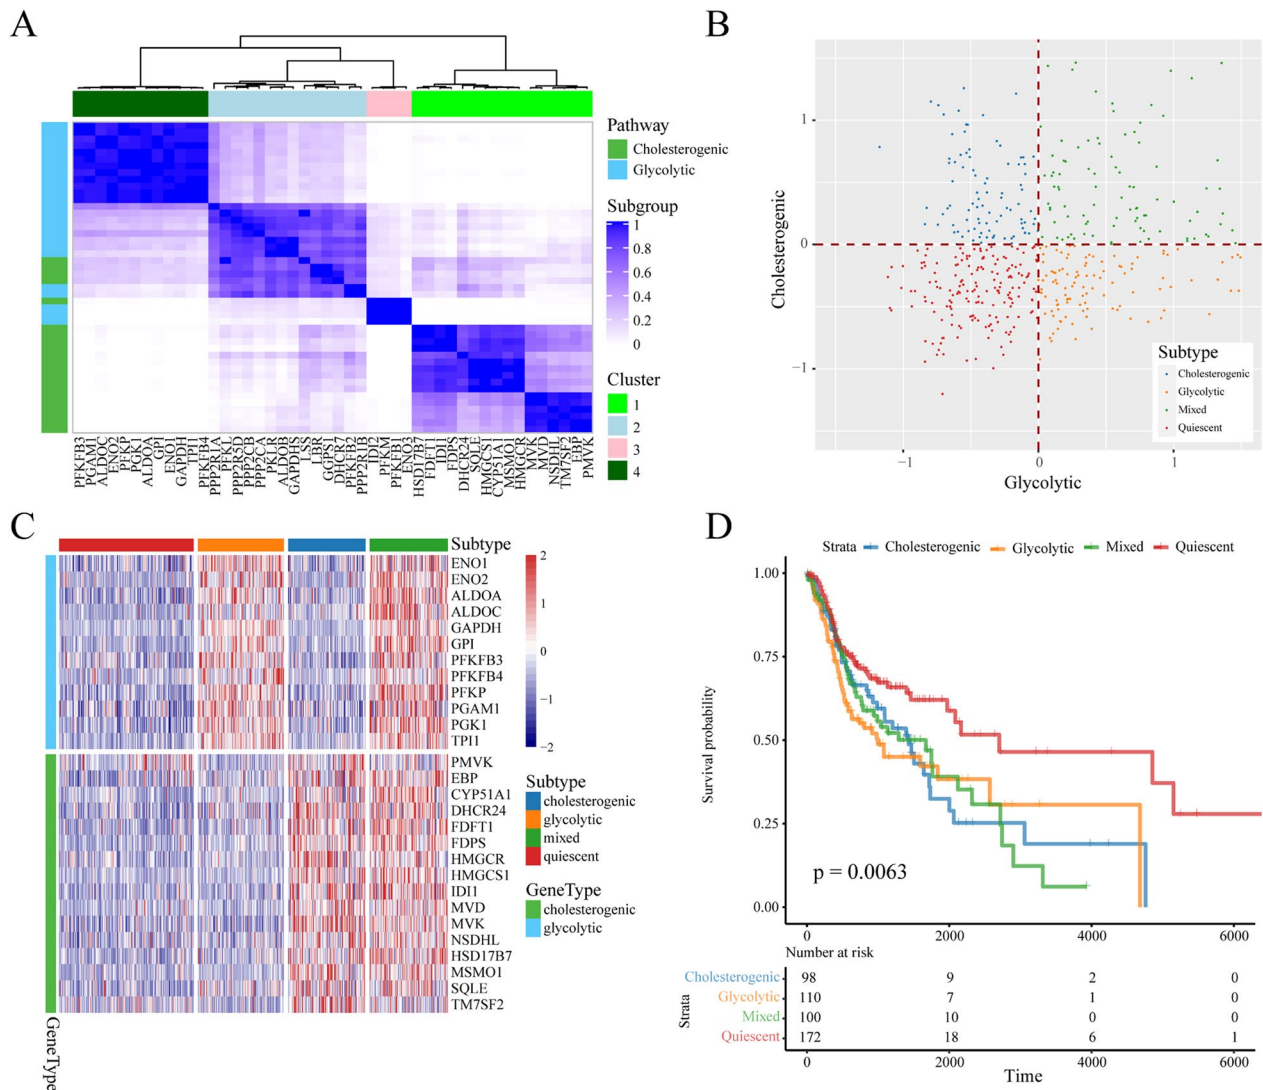 A
Pathway
Cholesterogenic
Glycolytic
Subgroup
1
0.8
0.6
0.4
0.2
0
Cluster
1
2
3
4
PFKFB3
PGAM1
ALDOC
ENO2
PFKP
PGK1
ALDOA
GPI
ENO1
GAPDH
TPI1
PFKFB4
PPP2R1A
PFKL
PPP2R5D
PPP2CB
PPP2CA
PKLR
ALDOB
GAPDHS
LSS
LBR
GGPS1
DHCR7
PFKFB2
PPP2R1B
IDI2
PFKM
PFKFB1
ENO3
HSD17B7
FDFT1
IDI1
FDPS
DHCR24
SQLE
HMGCS1
CYP51A1
MSMO1
HMGCR
MVK
MVD
NSDHL
TM7SF2
EBP
PMVK
B
Cholesterogenic
1
0
−1
−1
0
1
Glycolytic
Subtype
Cholesterogenic
Glycolytic
Mixed
Quiescent
C
Subtype
ENO1
ENO2
ALDOA
ALDOC
GAPDH
GPI
PFKFB3
PFKFB4
PFKP
PGAM1
PGK1
TPI1
PMVK
EBP
CYP51A1
DHCR24
FDFT1
FDPS
HMGCR
HMGCS1
IDI1
MVD
MVK
NSDHL
HSD17B7
MSMO1
SQLE
TM7SF2
GeneType
2
1
0
−1
−2
Subtype
cholesterogenic
glycolytic
mixed
quiescent
GeneType
cholesterogenic
glycolytic
D
Strata Cholesterogenic Glycolytic Mixed Quiescent
Survival probability
1.00
0.75
0.50
0.25
0.00
p = 0.0063
0 2000 4000 6000
Number at risk
Strata
Cholesterogenic 98 9 2 0
Glycolytic 110 7 1 0
Mixed 100 10 0 0
Quiescent 172 18 6 1
0 2000 4000 6000
Time